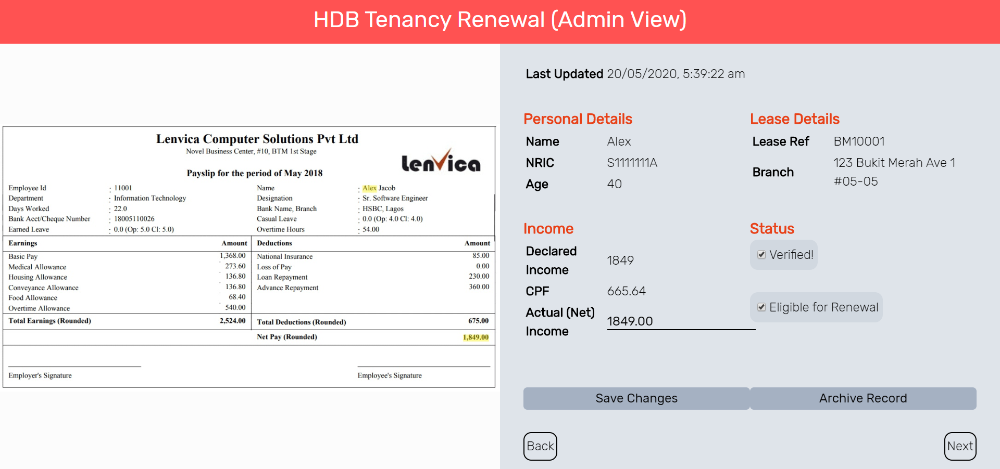 HDB Tenancy Renewal (Admin View)
Lenvica Computer Solutions Pvt Ltd
Novel Business Center, #10, BTM 1st Stage
lenvica
Payslip for the period of May 2018
Employee Id : 11001 Name : Alex Jacob
Department : Information Technology Designation : Sr. Software Engineer
Days Worked : 22.0 Bank Name, Branch : HSBC, Lagos
Bank Acct/Cheque Number : 18005110026 Casual Leave : 0.0 (Op: 4.0 Cl: 4.0)
Earned Leave : 0.0 (Op: 5.0 Cl: 5.0) Overtime Hours : 54.00
Earnings Amount Deductions Amount
Basic Pay 1,368.00 National Insurance 85.00
Medical Allowance 273.60 Loss of Pay 0.00
Housing Allowance 136.80 Loan Repayment 230.00
Conveyance Allowance 136.80 Advance Repayment 360.00
Food Allowance 68.40
Overtime Allowance 540.00
Total Earnings (Rounded) 2,524.00 Total Deductions (Rounded) 675.00
Net Pay (Rounded) 1,849.00
Employer's Signature Employee's Signature
Last Updated 20/05/2020, 5:39:22 am
Personal Details
Name Alex
NRIC S1111111A
Age 40
Lease Details
Lease Ref BM10001
Branch 123 Bukit Merah Ave 1
#05-05
Income
Declared
Income 1849
CPF 665.64
Actual (Net)
Income 1849.00
Status
Verified!
Eligible for Renewal
Save Changes
Archive Record
Back
Next